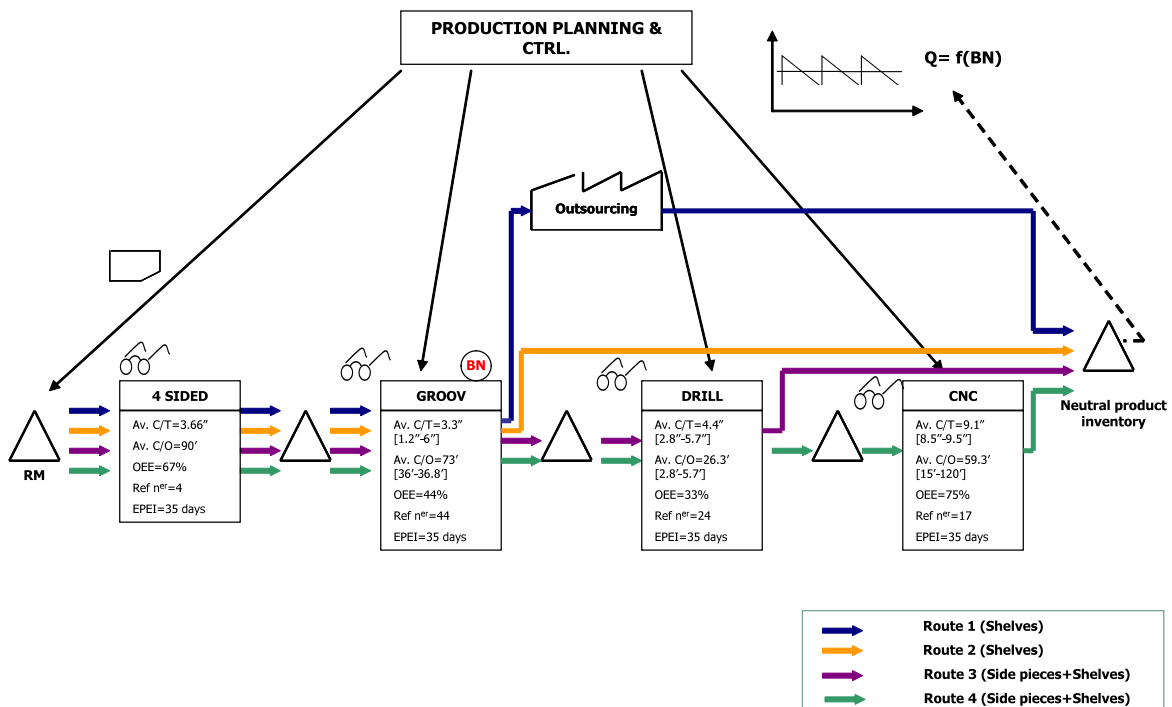 PRODUCTION PLANNING &
CTRL.
Q= f(BN)
Outsourcing
BN
4 SIDED
Av. C/T=3.66”
Av. C/O=90’
OEE=67%
Ref nᵉʳ=4
EPEI=35 days
GROOV
Av. C/T=3.3”
[1.2”-6”]
Av. C/O=73’
[36’-36.8’]
OEE=44%
Ref nᵉʳ=44
EPEI=35 days
DRILL
Av. C/T=4.4”
[2.8”-5.7”]
Av. C/O=26.3’
[2.8’-5.7’]
OEE=33%
Ref nᵉʳ=24
EPEI=35 days
CNC
Av. C/T=9.1”
[8.5”-9.5”]
Av. C/O=59.3’
[15’-120’]
OEE=75%
Ref nᵉʳ=17
EPEI=35 days
RM
Neutral product
inventory
Route 1 (Shelves)
Route 2 (Shelves)
Route 3 (Side pieces+Shelves)
Route 4 (Side pieces+Shelves)